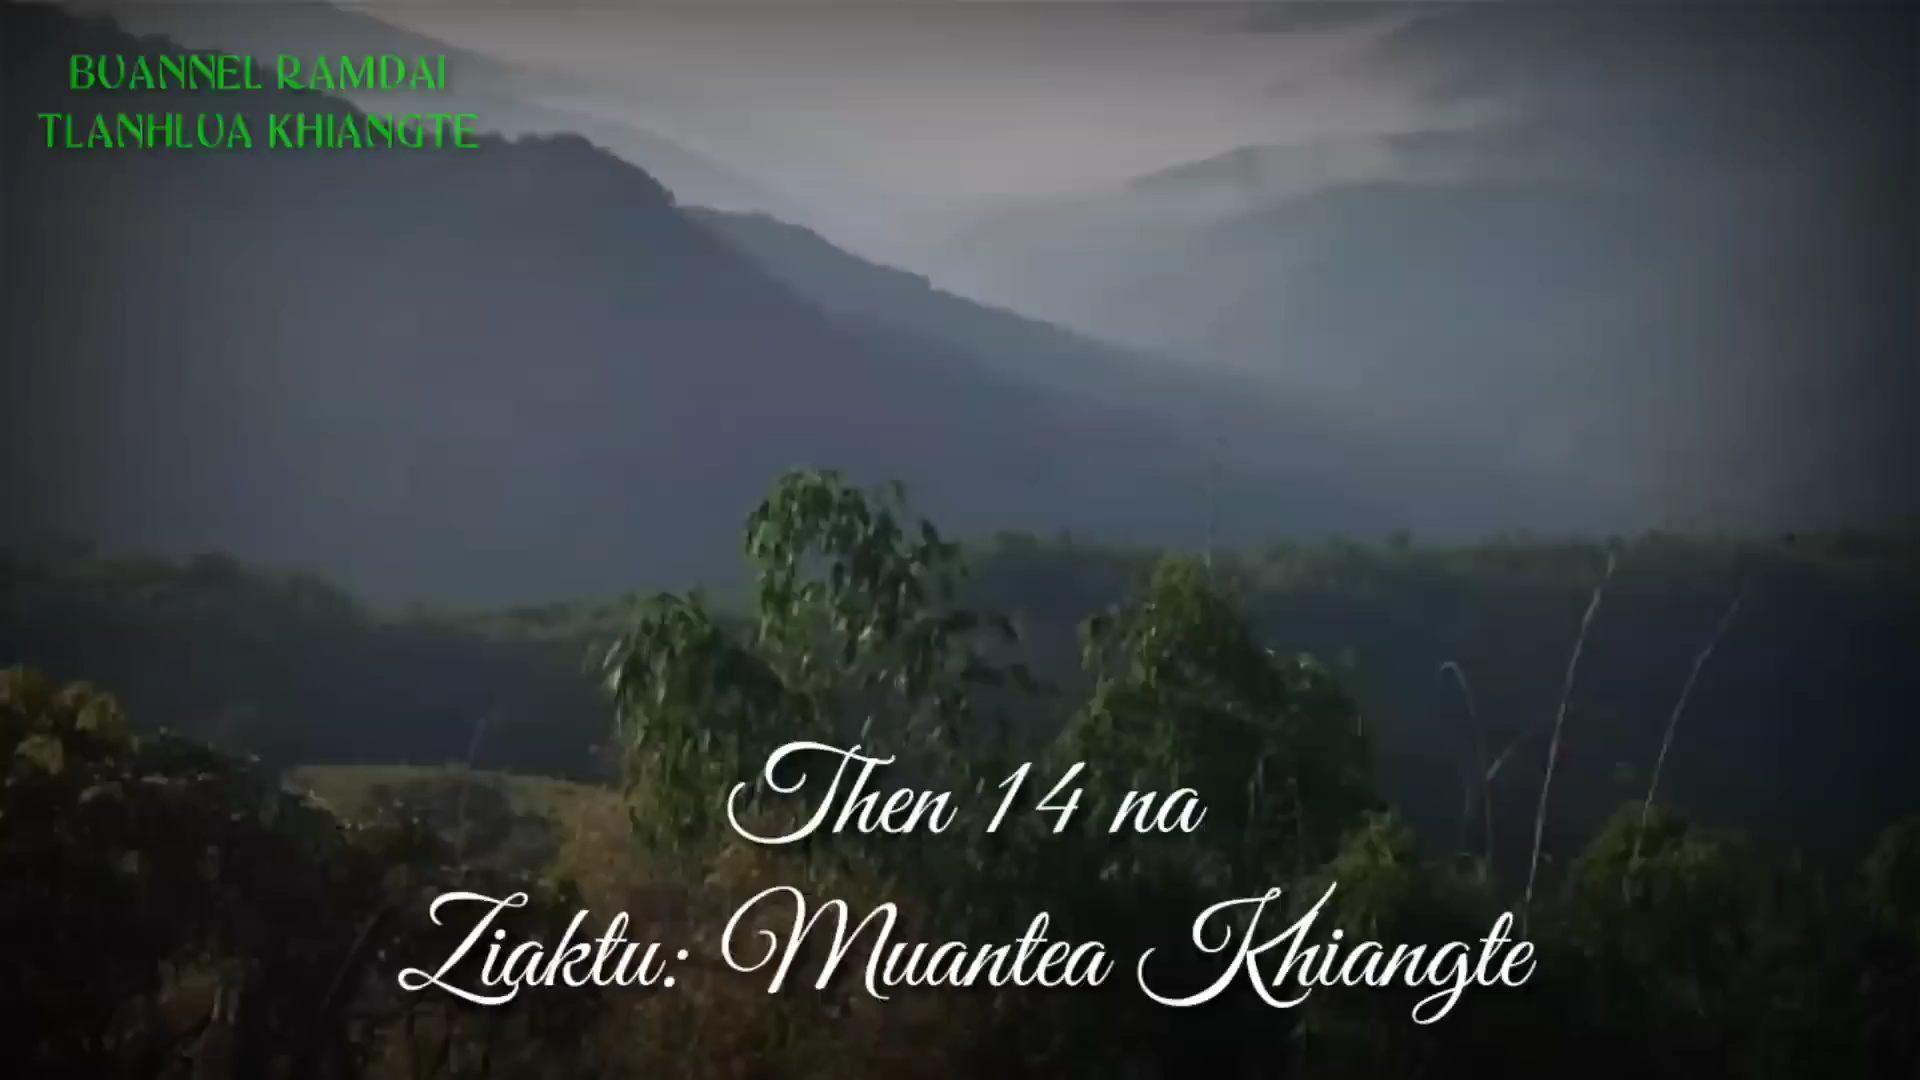 BUANNEL RAMDAI
TLANHLUA KHIANGTE
Then 14 na
Ziaktu: Muantea Khiangte